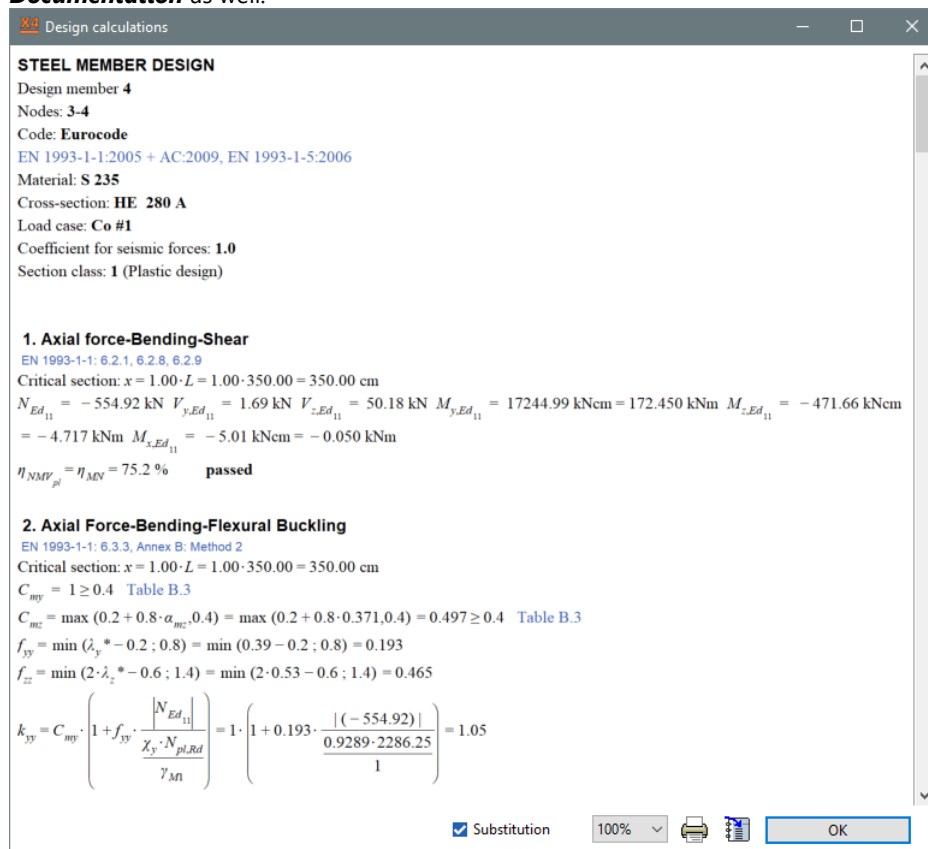 Documentation as well.
X4 Design calculations
STEEL MEMBER DESIGN
Design member 4
Nodes: 3-4
Code: Eurocode
EN 1993-1-1:2005 + AC:2009, EN 1993-1-5:2006
Material: S 235
Cross-section: HE 280 A
Load case: Co #1
Coefficient for seismic forces: 1.0
Section class: 1 (Plastic design)
1. Axial force-Bending-Shear
EN 1993-1-1: 6.2.1, 6.2.8, 6.2.9
Critical section: x = 1.00·L = 1.00·350.00 = 350.00 cm
N_Ed_11 = −554.92 kN V_y,Ed_11 = 1.69 kN V_z,Ed_11 = 50.18 kN M_y,Ed_11 = 17244.99 kNcm = 172.450 kNm M_z,Ed_11 = −471.66 kNcm
= −4.717 kNm M_x,Ed_11 = −5.01 kNcm = −0.050 kNm
η_NMV_pl = η_MN = 75.2 % passed
2. Axial Force-Bending-Flexural Buckling
EN 1993-1-1: 6.3.3, Annex B: Method 2
Critical section: x = 1.00·L = 1.00·350.00 = 350.00 cm
C_my = 1 ≥ 0.4 Table B.3
C_mz = max (0.2 + 0.8·α_mz,0.4) = max (0.2 + 0.8·0.371,0.4) = 0.497 ≥ 0.4 Table B.3
f_yy = min (λ_y* − 0.2 ; 0.8) = min (0.39 − 0.2 ; 0.8) = 0.193
f_zz = min (2·λ_z* − 0.6 ; 1.4) = min (2·0.53 − 0.6 ; 1.4) = 0.465
k_yy = C_my · (1 + f_yy · |N_Ed_11| / (χ_y·N_pl,Rd / γ_M1)) = 1·(1 + 0.193· |(−554.92)| / (0.9289·2286.25 / 1)) = 1.05
Substitution 100% OK